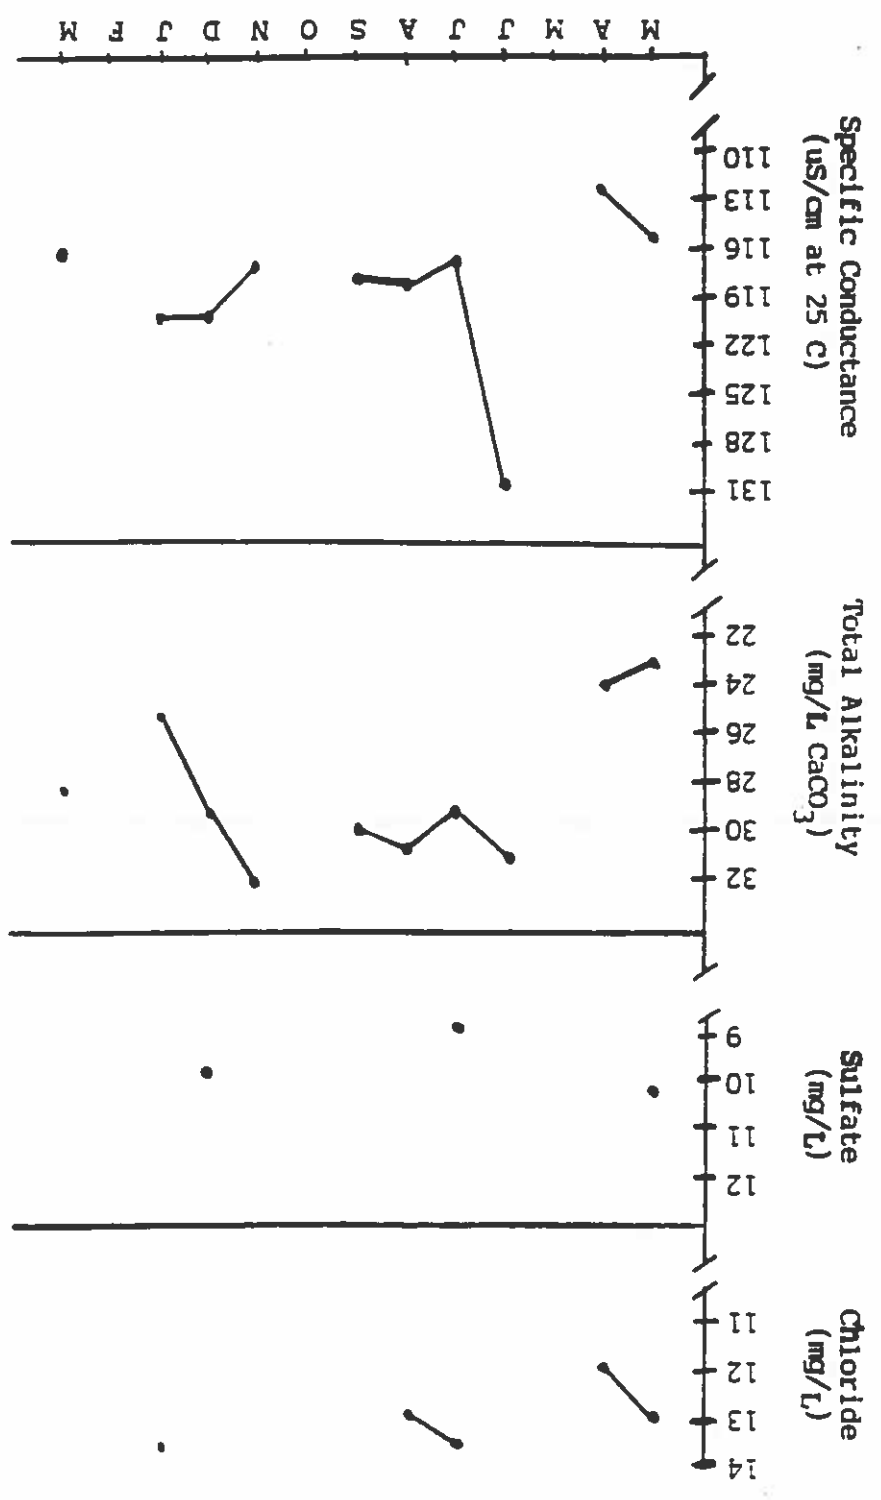 Chloride
(mg/L)
14
13
12
11
Sulfate
(mg/L)
12
11
10
9
Total Alkalinity
(mg/L CaCO3)
32
30
28
26
24
22
Specific Conductance
(uS/cm at 25 C)
131
128
125
122
119
116
113
110
M A M J J A S O N D J F M